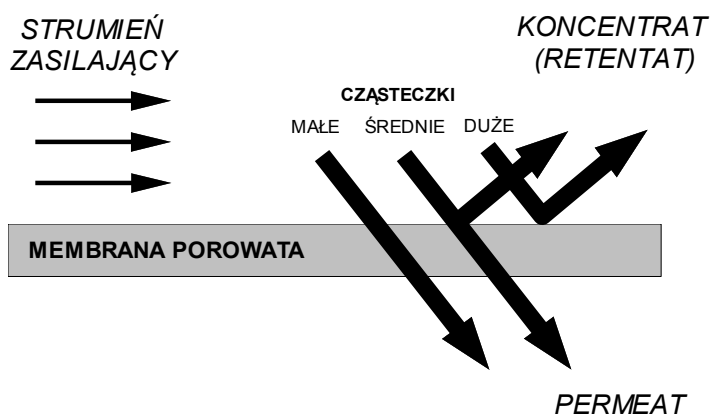 STRUMIEŃ
ZASILAJĄCY
KONCENTRAT
(RETENTAT)
CZĄSTECZKI
MAŁE ŚREDNIE DUŻE
MEMBRANA POROWATA
PERMEAT